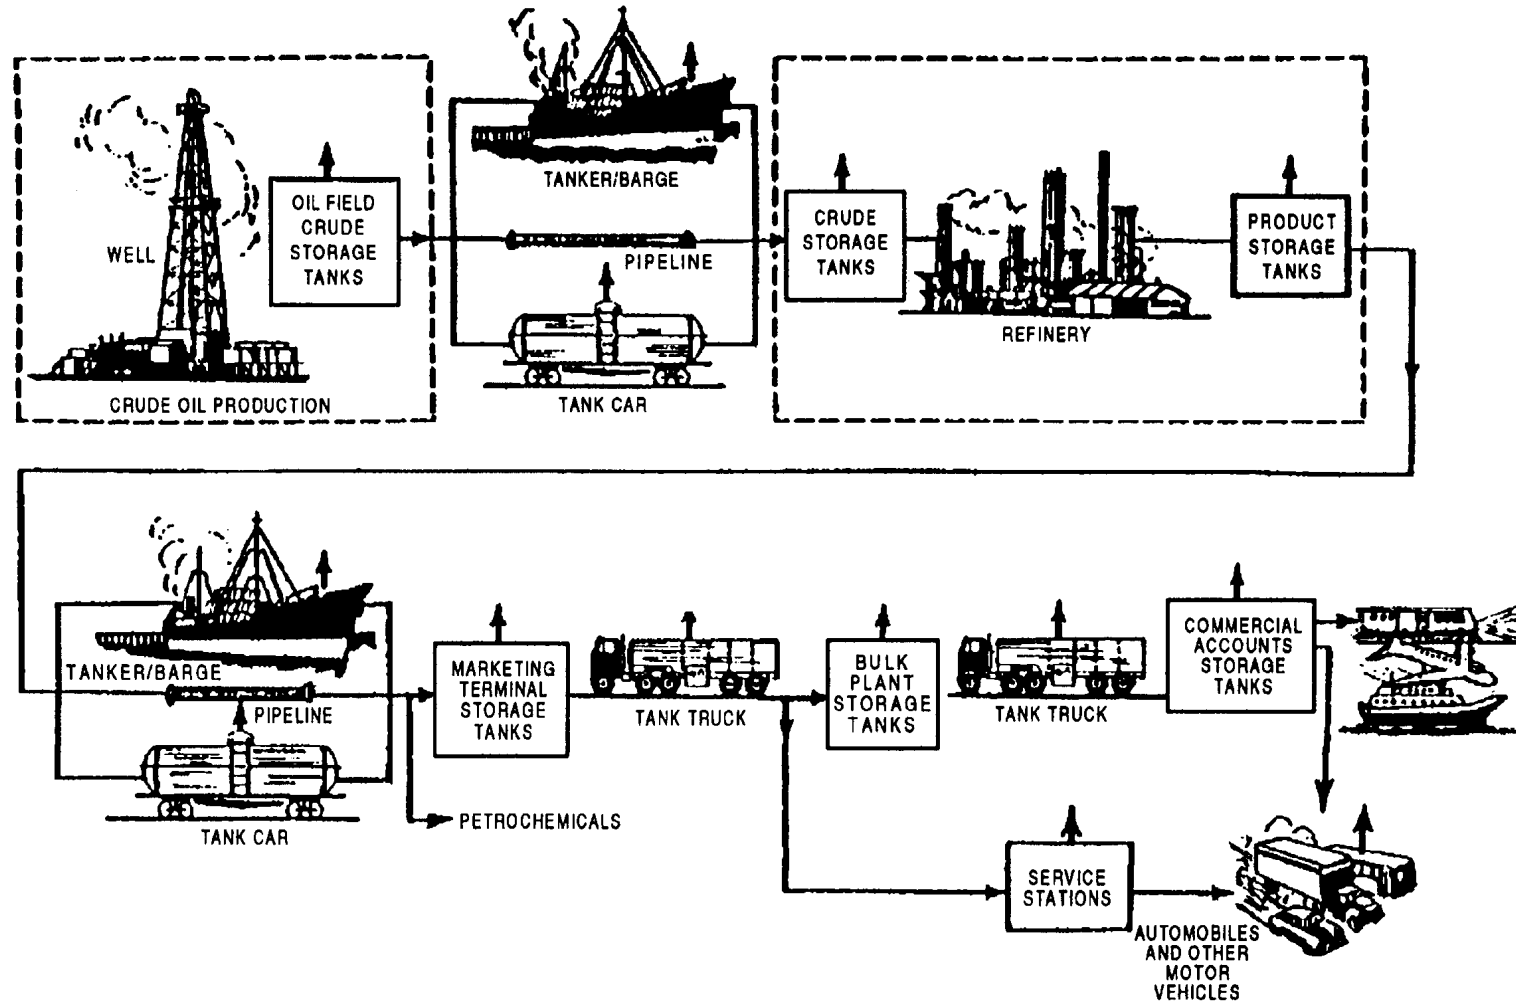 TANKER/BARGE
OIL FIELD
CRUDE
STORAGE
TANKS
WELL
CRUDE OIL PRODUCTION
PIPELINE
TANK CAR
CRUDE
STORAGE
TANKS
REFINERY
PRODUCT
STORAGE
TANKS
TANKER/BARGE
PIPELINE
TANK CAR
PETROCHEMICALS
MARKETING
TERMINAL
STORAGE
TANKS
TANK TRUCK
BULK
PLANT
STORAGE
TANKS
TANK TRUCK
COMMERCIAL
ACCOUNTS
STORAGE
TANKS
SERVICE
STATIONS
AUTOMOBILES
AND OTHER
MOTOR
VEHICLES